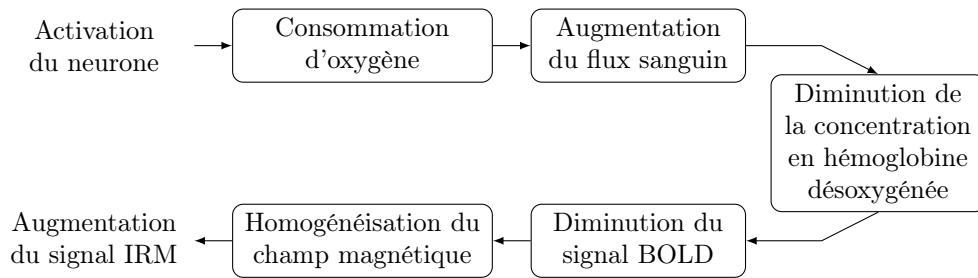 Activation
du neurone
Consommation
d'oxygène
Augmentation
du flux sanguin
Diminution de
la concentration
en hémoglobine
désoxygénée
Diminution du
signal BOLD
Homogénéisation du
champ magnétique
Augmentation
du signal IRM